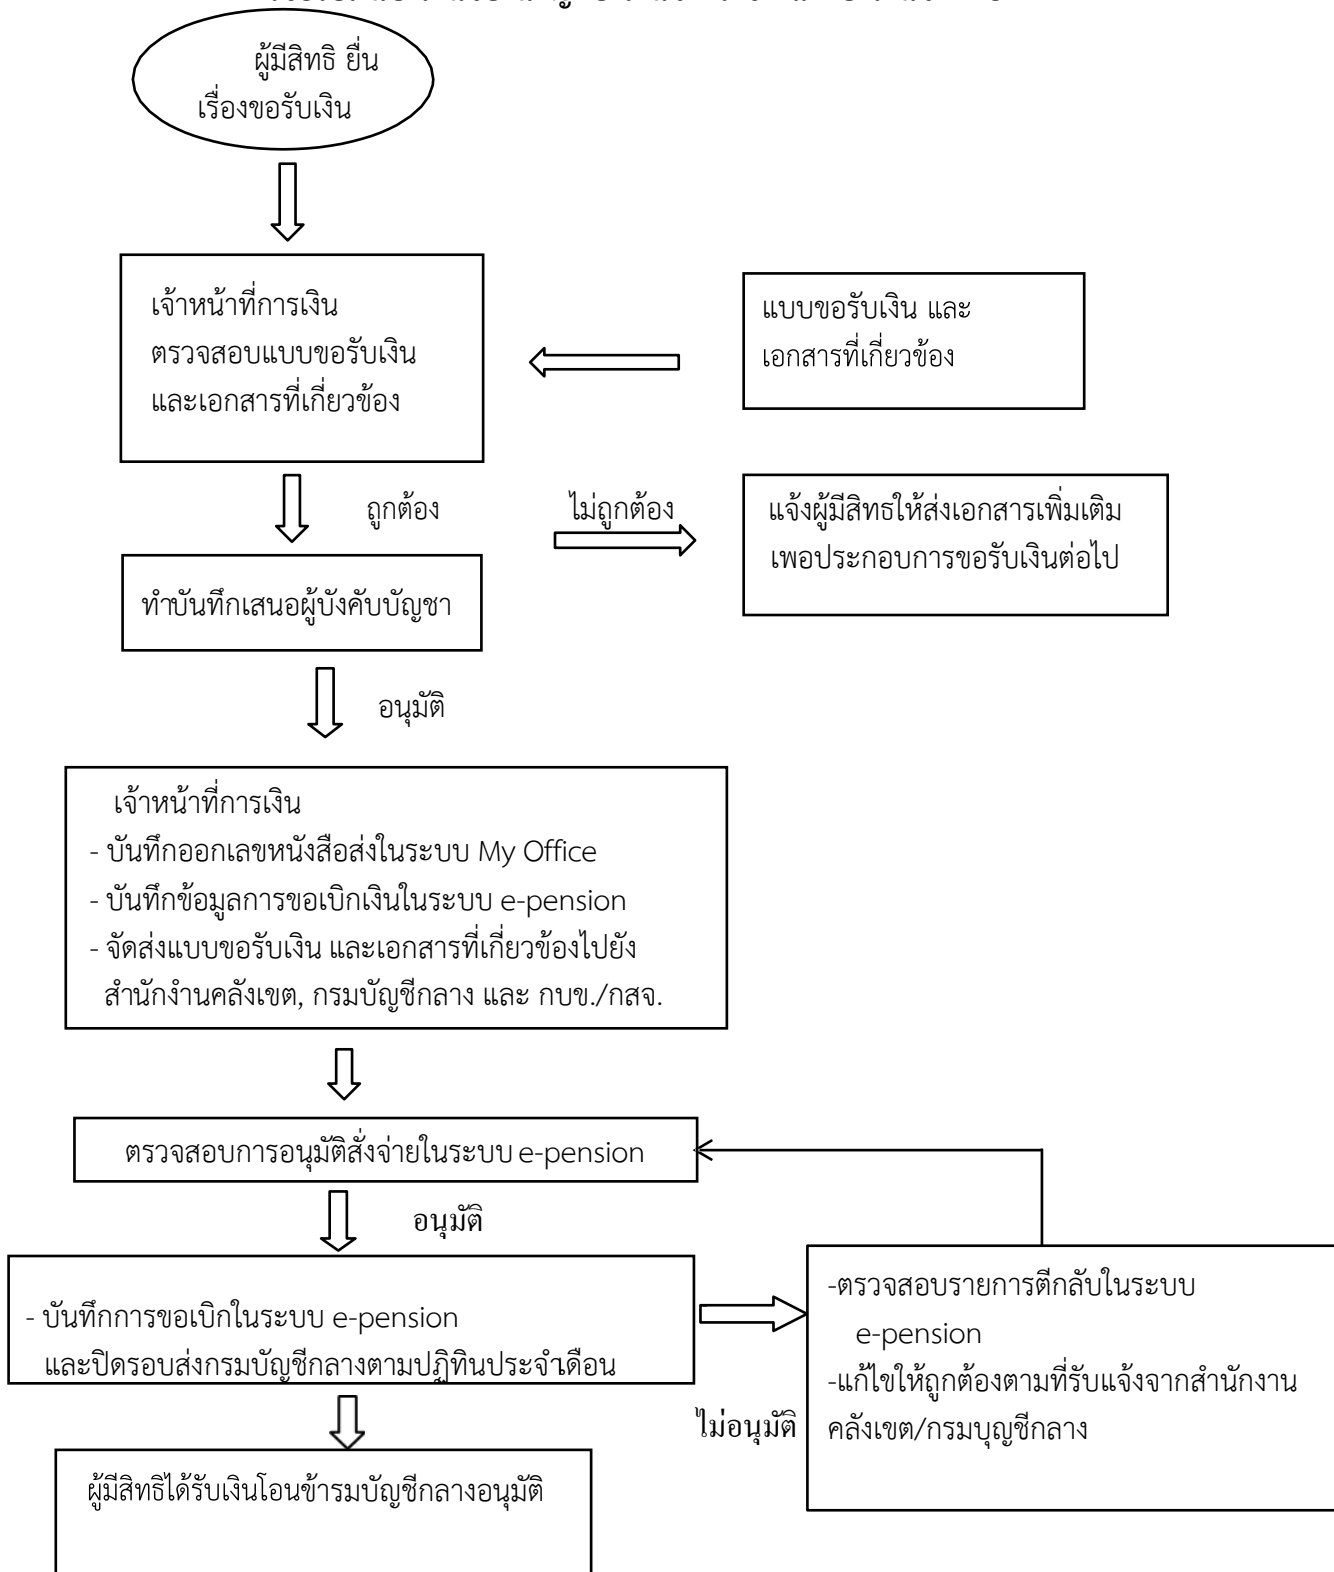 ผู้มีสิทธิ ยื่น
เรื่องขอรับเงิน
เจ้าหน้าที่การเงิน
ตรวจสอบแบบขอรับเงิน
และเอกสารที่เกี่ยวข้อง
แบบขอรับเงิน และ
เอกสารที่เกี่ยวข้อง
ถูกต้อง
ไม่ถูกต้อง
แจ้งผู้มีสิทธให้ส่งเอกสารเพิ่มเติม
เพอประกอบการขอรับเงินต่อไป
ทำบันทึกเสนอผู้บังคับบัญชา
อนุมัติ
เจ้าหน้าที่การเงิน
- บันทึกออกเลขหนังสือส่งในระบบ My Office
- บันทึกข้อมูลการขอเบิกเงินในระบบ e-pension
- จัดส่งแบบขอรับเงิน และเอกสารที่เกี่ยวข้องไปยัง
สำนักงำนคลังเขต, กรมบัญชีกลาง และ กบข./กสจ.
ตรวจสอบการอนุมัติสั่งจ่ายในระบบ e-pension
อนุมัติ
- บันทึกการขอเบิกในระบบ e-pension
และปิดรอบส่งกรมบัญชีกลางตามปฏิทินประจำเดือน
-ตรวจสอบรายการตีกลับในระบบ
e-pension
-แก้ไขให้ถูกต้องตามที่รับแจ้งจากสำนักงาน
คลังเขต/กรมบุญชีกลาง
ไม่อนุมัติ
ผู้มีสิทธิได้รับเงินโอนข้ารมบัญชีกลางอนุมัติ